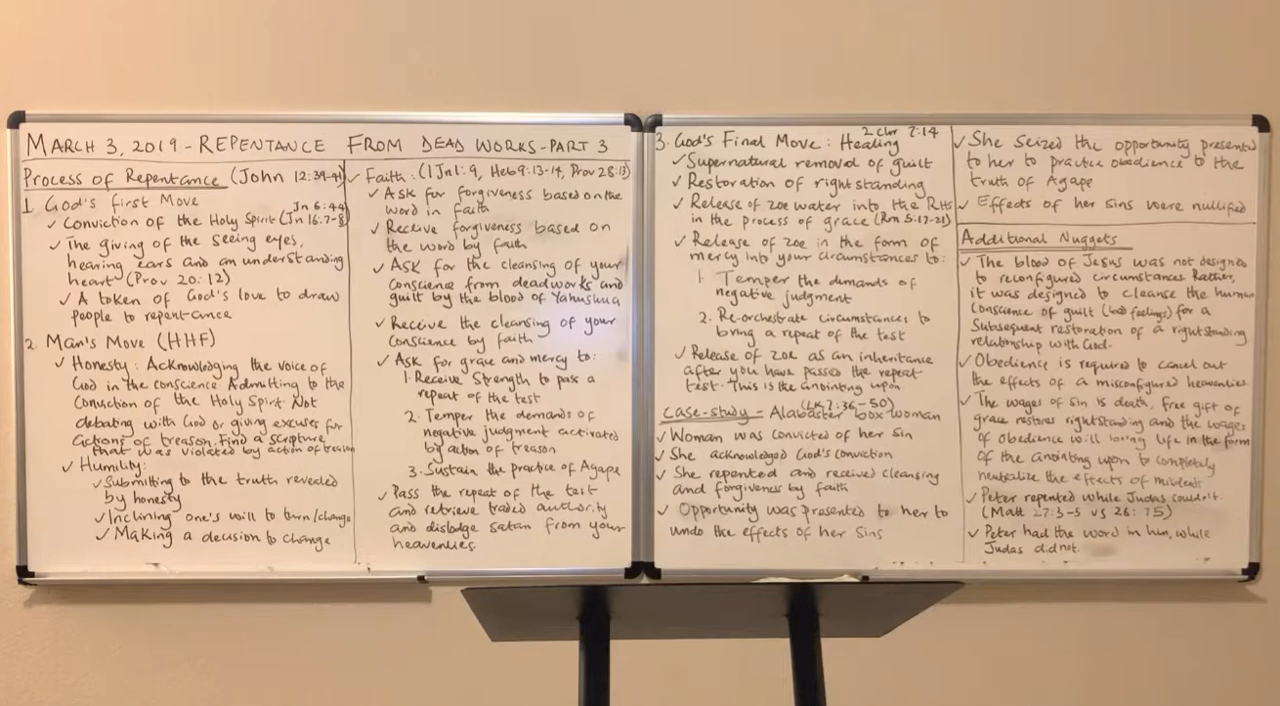 MARCH 3, 2019 - REPENTANCE FROM DEAD WORKS - PART 3
Process of Repentance (John 12:39-41)
1. God's first Move Jn 6:44
✓ Conviction of the Holy Spirit (Jn 16:7-8)
✓ The giving of the seeing eyes,
hearing ears and an understanding
heart (Prov 20:12)
✓ A token of God's love to draw
people to repentance
2. Man's Move (HHF)
✓ Honesty: Acknowledging the voice of
God in the conscience Admitting to the
Conviction of the Holy Spirit. Not
debating with God or giving excuses for
actions of treason. Find a scripture
that was violated by action of treason
✓ Humility:
✓ Submitting to the truth revealed
by honesty
✓ Inclining one's will to turn/change
✓ Making a decision to change
✓ Faith: (1 Jn 1:9, Heb 9:13-14, Prov 28:13)
✓ Ask for forgiveness based on the
word in faith
✓ Receive forgiveness based on
the word by faith
✓ Ask for the cleansing of your
Conscience from deadworks and
guilt by the blood of Yahushua
✓ Receive the cleansing of your
Conscience by faith
✓ Ask for grace and mercy to:
1. Receive Strength to pass a
repeat of the test
2. Temper the demands of
negative judgment activated
by action of treason
3. Sustain the practice of Agape
✓ Pass the repeat of the test
and retrieve traded authority
and dislodge satan from your
heavenlies.
3. God's Final Move: Healing 2 chr 7:14
✓ Supernatural removal of guilt
✓ Restoration of rightstanding
✓ Release of zoe water into the RHS
in the process of grace (Rm 5:17-21)
✓ Release of zoe in the form of
mercy into your circumstances to:
1. Temper the demands of
negative judgment
2. Re-orchestrate circumstances to
bring a repeat of the test
✓ Release of zoe as an inheritance
after you have passed the repeat
test. This is the anointing upon
(LK 7:36-50)
case-study - Alabaster box woman
✓ Woman was convicted of her sin
✓ She acknowledged God's conviction
✓ She repented and received cleansing
and forgiveness by faith
✓ Opportunity was presented to her to
undo the effects of her sins
✓ She seized the opportunity presented
to her to practice obedience to the
truth of Agape
✓ Effects of her sins were nullified
Additional Nuggets
✓ The blood of Jesus was not designed
to reconfigured circumstances Rather,
it was designed to cleanse the human
Conscience of guilt (bad feelings) for a
Subsequent restoration of a rightstanding
relationship with God.
✓ Obedience is required to cancel out
the effects of a misconfigured heavenlies
✓ The wages of sin is death, free gift of
grace restores rightstanding and the wages
of obedience will bring life in the form
of the anointing upon to completely
neutralize the effects of misdeeds
✓ Peter repented while Judas couldn't.
(Matt 27:3-5 vs 26:75)
✓ Peter had the word in him, while
Judas did not.